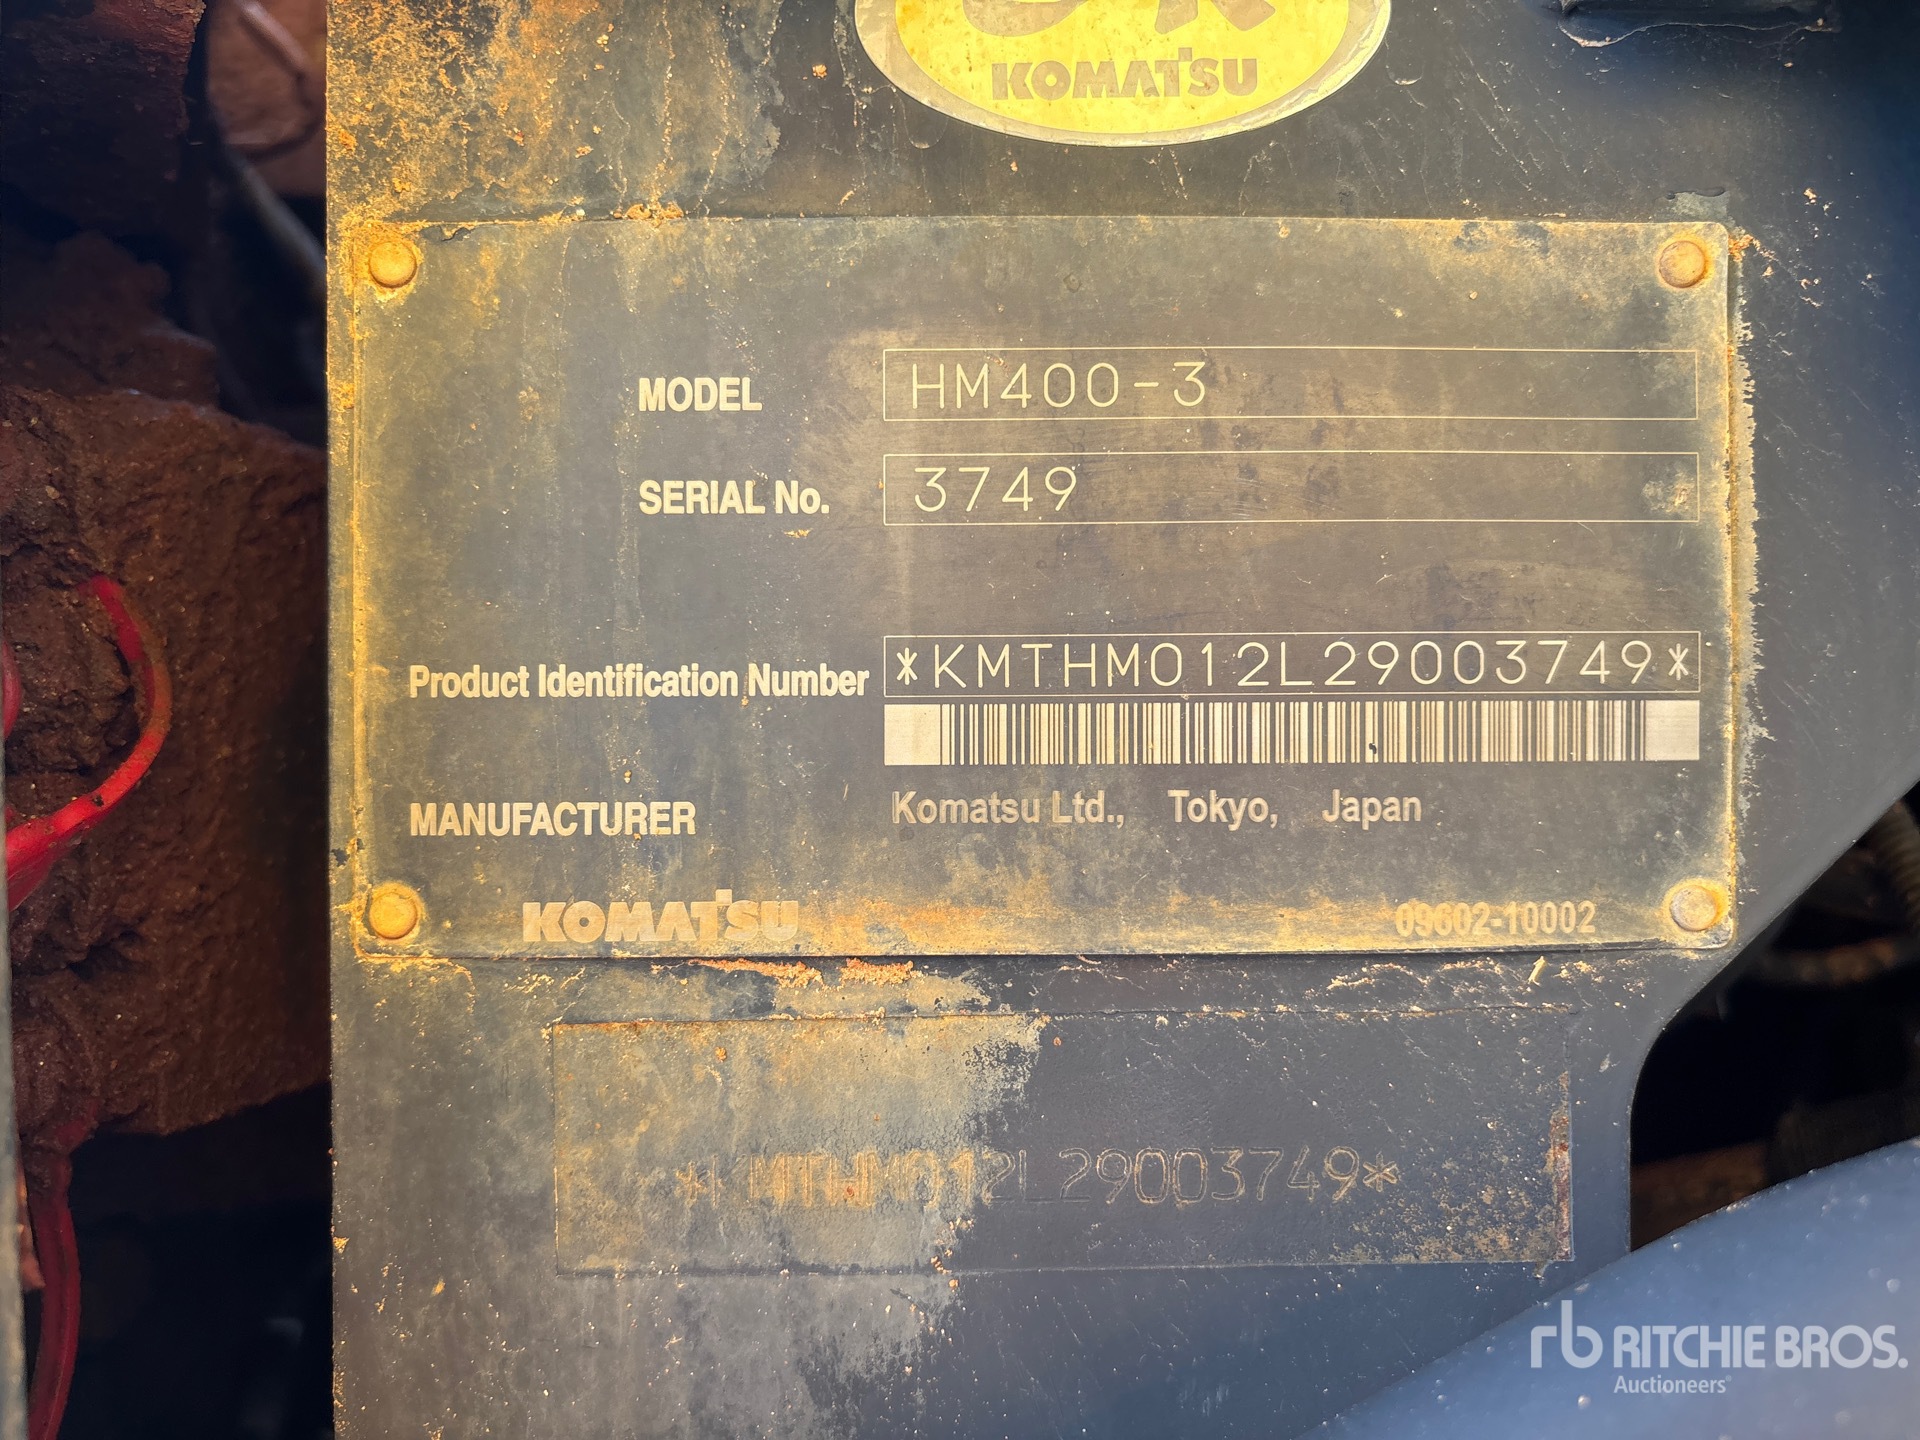 KOMATSU
MODEL HM400-3
SERIAL No. 3749
Product Identification Number *KMTHM012L29003749*
MANUFACTURER Komatsu Ltd., Tokyo, Japan
KOMATSU 09602-10002
*KMTHM012L29003749*
rb RITCHIE BROS.
Auctioneers